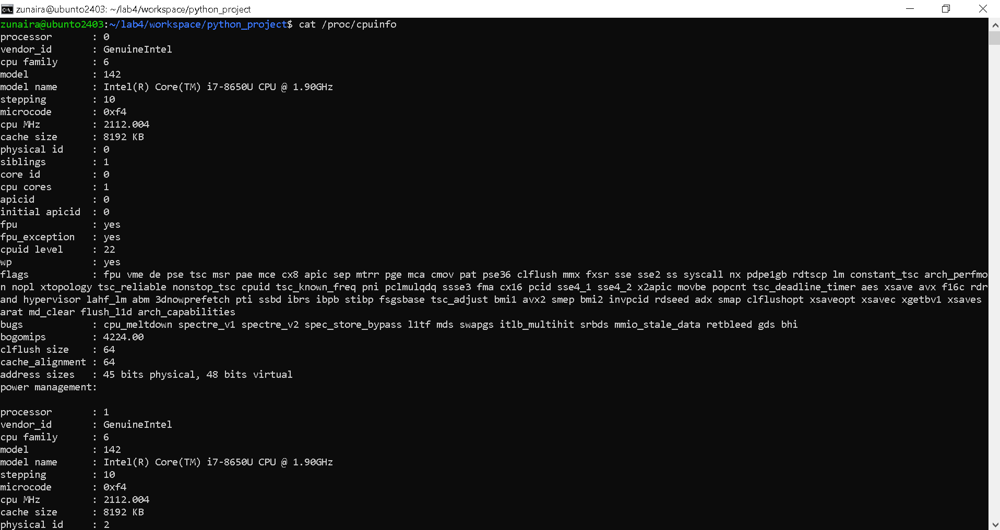 zunaira@ubunto2403: ~/lab4/workspace/python_project
zunaira@ubunto2403:~/lab4/workspace/python_project$ cat /proc/cpuinfo
processor       : 0
vendor_id       : GenuineIntel
cpu family      : 6
model           : 142
model name      : Intel(R) Core(TM) i7-8650U CPU @ 1.90GHz
stepping        : 10
microcode       : 0xf4
cpu MHz         : 2112.004
cache size      : 8192 KB
physical id     : 0
siblings        : 1
core id         : 0
cpu cores       : 1
apicid          : 0
initial apicid  : 0
fpu             : yes
fpu_exception   : yes
cpuid level     : 22
wp              : yes
flags           : fpu vme de pse tsc msr pae mce cx8 apic sep mtrr pge mca cmov pat pse36 clflush mmx fxsr sse sse2 ss syscall nx pdpe1gb rdtscp lm constant_tsc arch_perfmo
n nopl xtopology tsc_reliable nonstop_tsc cpuid tsc_known_freq pni pclmulqdq ssse3 fma cx16 pcid sse4_1 sse4_2 x2apic movbe popcnt tsc_deadline_timer aes xsave avx f16c rdr
and hypervisor lahf_lm abm 3dnowprefetch pti ssbd ibrs ibpb stibp fsgsbase tsc_adjust bmi1 avx2 smep bmi2 invpcid rdseed adx smap clflushopt xsaveopt xsavec xgetbv1 xsaves
arat md_clear flush_l1d arch_capabilities
bugs            : cpu_meltdown spectre_v1 spectre_v2 spec_store_bypass l1tf mds swapgs itlb_multihit srbds mmio_stale_data retbleed gds bhi
bogomips        : 4224.00
clflush size    : 64
cache_alignment : 64
address sizes   : 45 bits physical, 48 bits virtual
power management:

processor       : 1
vendor_id       : GenuineIntel
cpu family      : 6
model           : 142
model name      : Intel(R) Core(TM) i7-8650U CPU @ 1.90GHz
stepping        : 10
microcode       : 0xf4
cpu MHz         : 2112.004
cache size      : 8192 KB
physical id     : 2